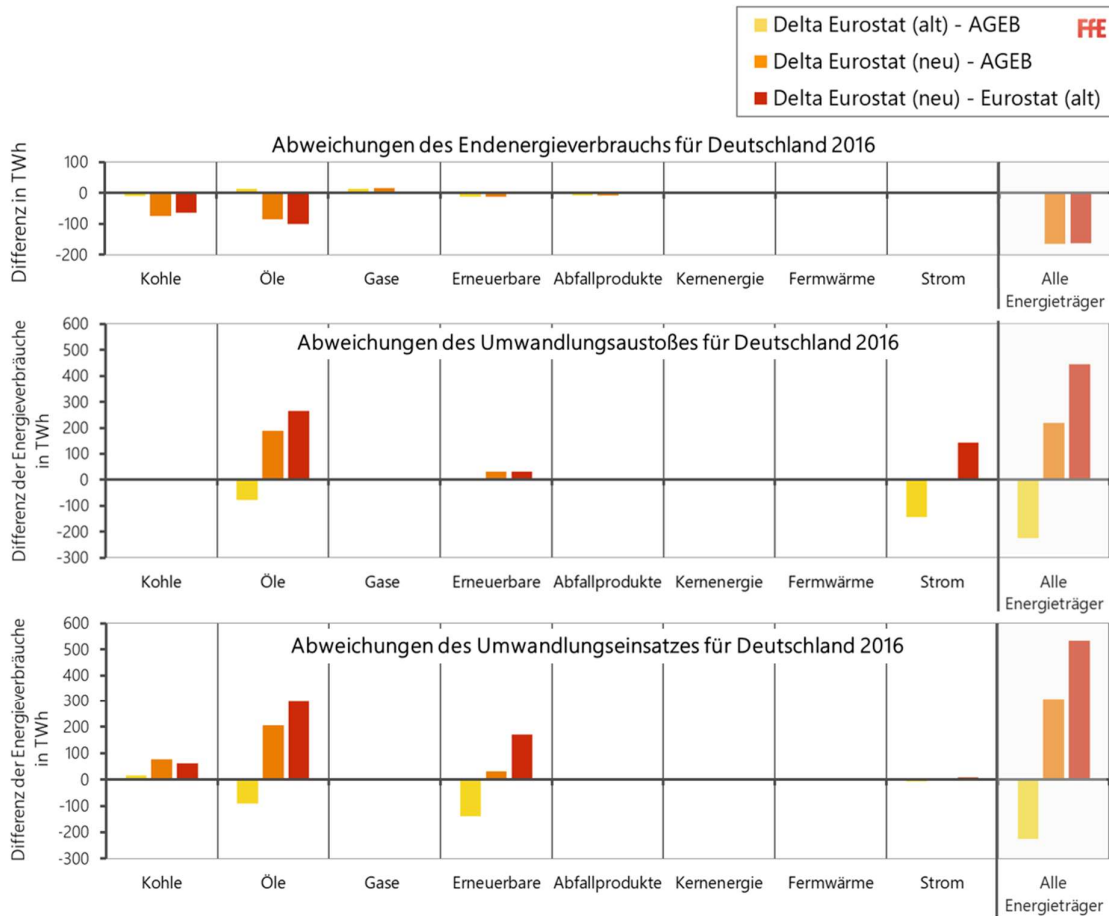 Delta Eurostat (alt) - AGEB
FfE
Delta Eurostat (neu) - AGEB
Delta Eurostat (neu) - Eurostat (alt)
Abweichungen des Endenergieverbrauchs für Deutschland 2016
Differenz in TWh
100
0
-100
-200
Kohle Öle Gase Erneuerbare Abfallprodukte Kernenergie Fermwärme Strom Alle
Energieträger
Abweichungen des Umwandlungsaustoßes für Deutschland 2016
Differenz der Energieverbräuche
in TWh
600
500
400
300
200
100
0
-100
-200
-300
Kohle Öle Gase Erneuerbare Abfallprodukte Kernenergie Fermwärme Strom Alle
Energieträger
Abweichungen des Umwandlungseinsatzes für Deutschland 2016
Differenz der Energieverbräuche
in TWh
600
500
400
300
200
100
0
-100
-200
-300
Kohle Öle Gase Erneuerbare Abfallprodukte Kernenergie Fermwärme Strom Alle
Energieträger